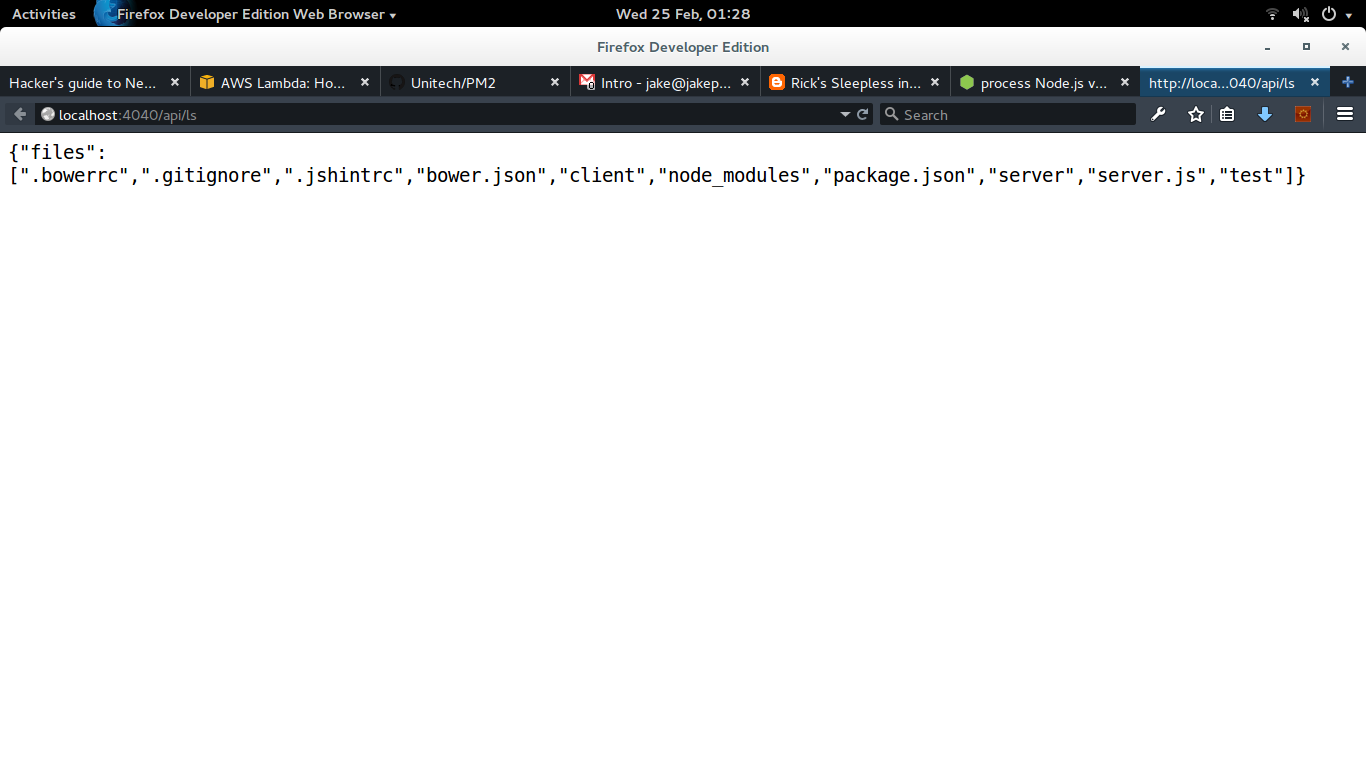 Activities Firefox Developer Edition Web Browser Wed 25 Feb, 01:28
Firefox Developer Edition
Hacker's guide to Ne... AWS Lambda: Ho... Unitech/PM2 Intro - jake@jakep... Rick's Sleepless in... process Node.js v... http://loca...040/api/ls
localhost:4040/api/ls Search
{"files":
[".bowerrc",".gitignore",".jshintrc","bower.json","client","node_modules","package.json","server","server.js","test"]}